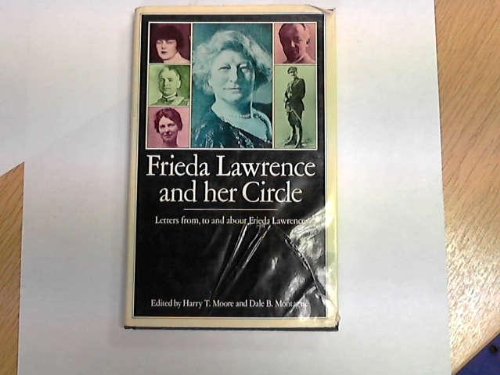 Frieda Lawrence
and her Circle
Letters from, to and about Frieda Lawrence
Edited by Harry T. Moore and Dale B. Montague